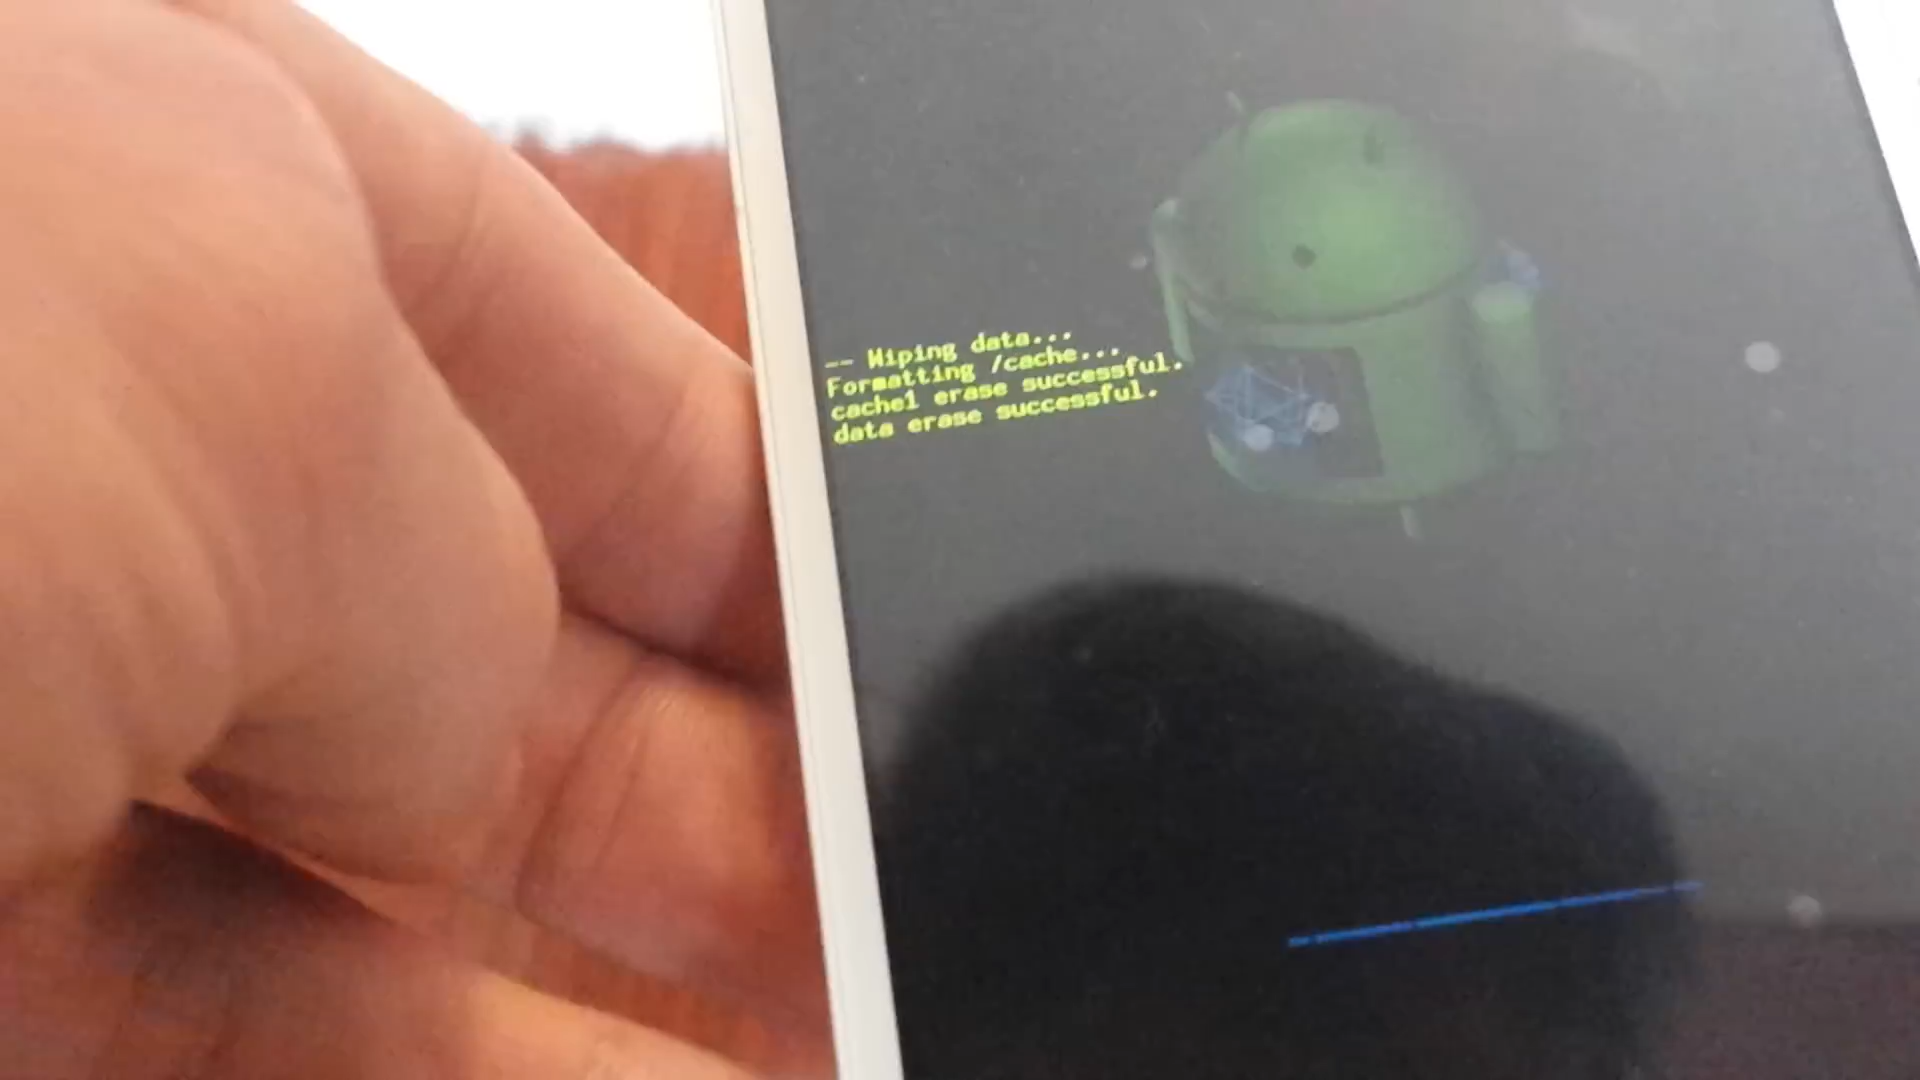 -- Wiping data...
Formatting /cache...
cache1 erase successful.
data erase successful.